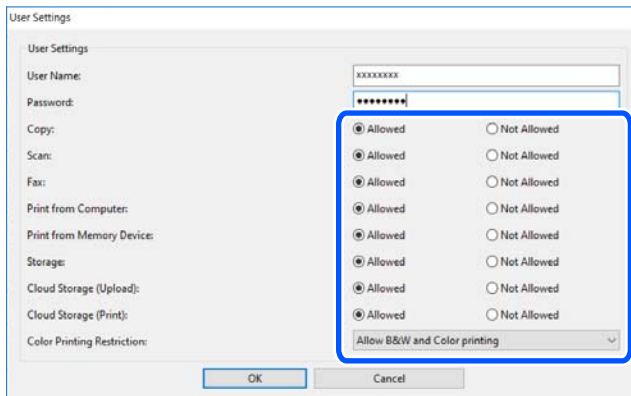 User Settings
User Settings
User Name: xxxxxxxx
Password: ••••••••
Copy: Allowed Not Allowed
Scan: Allowed Not Allowed
Fax: Allowed Not Allowed
Print from Computer: Allowed Not Allowed
Print from Memory Device: Allowed Not Allowed
Storage: Allowed Not Allowed
Cloud Storage (Upload): Allowed Not Allowed
Cloud Storage (Print): Allowed Not Allowed
Color Printing Restriction: Allow B&W and Color printing
OK Cancel